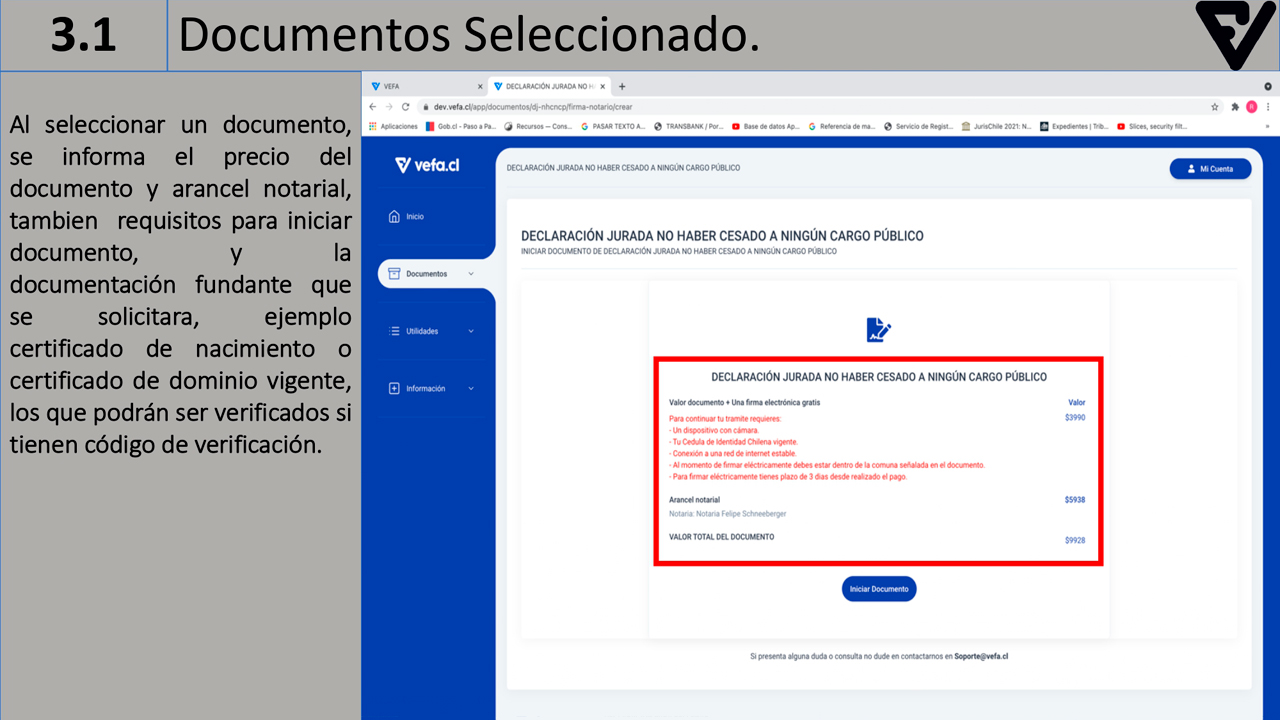 3.1
Documentos Seleccionado.
Al seleccionar un documento,
se informa el precio del
documento y arancel notarial,
tambien requisitos para iniciar
documento, y la
documentación fundante que
se solicitara, ejemplo
certificado de nacimiento o
certificado de dominio vigente,
los que podrán ser verificados si
tienen código de verificación.
VEFA
DECLARACIÓN JURADA NO H
dev.vefa.cl/app/documentos/dj-nhcncp/firma-notario/crear
Aplicaciones
Gob.cl - Paso a Pa...
Recursos — Cons...
PASAR TEXTO A...
TRANSBANK / Por...
Base de datos Ap...
Referencia de ma...
Servicio de Regist...
JurisChile 2021: N...
Expedientes | Trib...
Slices, security filt...
»
vefa.cl
DECLARACIÓN JURADA NO HABER CESADO A NINGÚN CARGO PÚBLICO
Mi Cuenta
Inicio
Documentos
Utilidades
Información
DECLARACIÓN JURADA NO HABER CESADO A NINGÚN CARGO PÚBLICO
INICIAR DOCUMENTO DE DECLARACIÓN JURADA NO HABER CESADO A NINGÚN CARGO PÚBLICO
DECLARACIÓN JURADA NO HABER CESADO A NINGÚN CARGO PÚBLICO
Valor documento + Una firma electrónica gratis Valor
Para continuar tu tramite requieres: $3990
- Un dispositivo con cámara.
- Tu Cedula de Identidad Chilena vigente.
- Conexión a una red de internet estable.
- Al momento de firmar eléctricamente debes estar dentro de la comuna señalada en el documento.
- Para firmar eléctricamente tienes plazo de 3 dias desde realizado el pago.
Arancel notarial $5938
Notaria: Notaria Felipe Schneeberger
VALOR TOTAL DEL DOCUMENTO $9928
Iniciar Documento
Si presenta alguna duda o consulta no dude en contactarnos en Soporte@vefa.cl